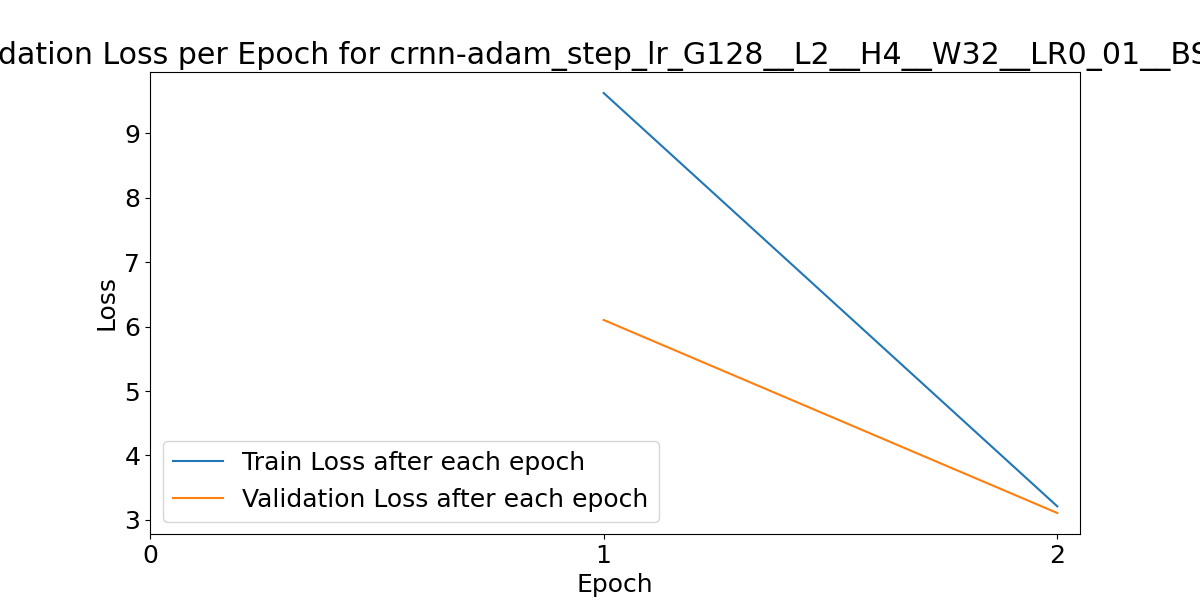 dation Loss per Epoch for crnn-adam_step_lr_G128__L2__H4__W32__LR0_01__BS
9
8
7
6
5
4
3
Loss
Train Loss after each epoch
Validation Loss after each epoch
0 1 2
Epoch